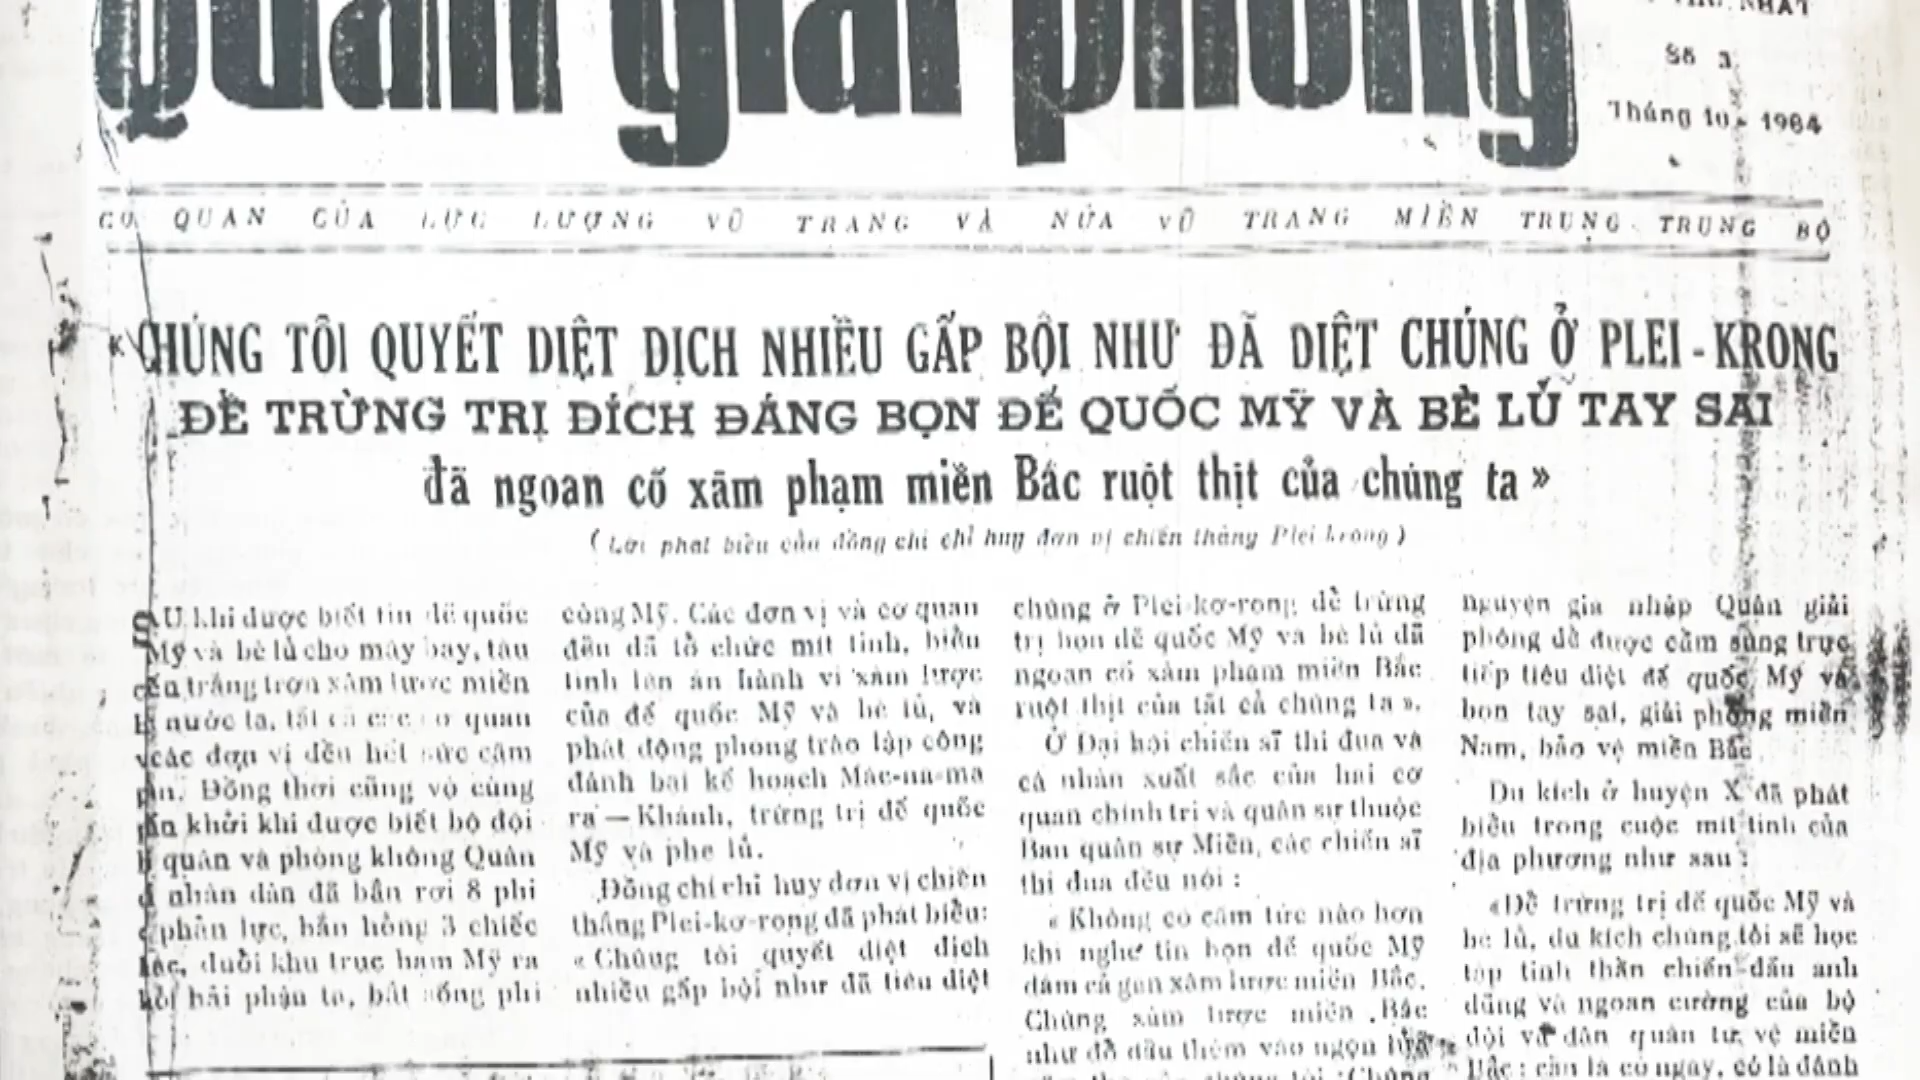 Quân giải phóng
NHẤT
Số 3
Tháng 10 - 1964
CƠ QUAN CỦA LỰC LƯỢNG VŨ TRANG VÀ NỬA VŨ TRANG MIỀN TRUNG TRUNG BỘ
« CHÚNG TÔI QUYẾT DIỆT DỊCH NHIỀU GẤP BỘI NHƯ ĐÃ DIỆT CHÚNG Ở PLEI - KRONG
ĐỂ TRỪNG TRỊ ĐÍCH ĐÁNG BỌN ĐẾ QUỐC MỸ VÀ BÈ LŨ TAY SAI
đã ngoan cố xâm phạm miền Bắc ruột thịt của chúng ta »
(Lời phát biểu của đồng chí chỉ huy đơn vị chiến thắng Plei krong)
SAU khi được biết tin đế quốc
Mỹ và bè lũ cho máy bay, tàu
chiến trắng trợn xâm lược miền
nước ta, tất cả các cơ quan
các đơn vị đều hết sức căm
Đồng thời cũng vô cùng
khởi khi được biết bộ đội
quân và phòng không Quân
nhân dân đã bắn rơi 8 phi
phản lực, bắn hỏng 3 chiếc
đuổi khu trục hạm Mỹ ra
hải phận ta, bắt sống phi
công Mỹ. Các đơn vị và cơ quan
đều đã tổ chức mít tinh, biểu
tình lên án hành vi xâm lược
của đế quốc Mỹ và bè lũ, và
phát động phong trào lập công
đánh bại kế hoạch Mác-na-ma
ra — Khánh, trừng trị đế quốc
Mỹ và phe lũ.
Đồng chí chỉ huy đơn vị chiến
thắng Plei-kơ-rong đã phát biểu:
« Chúng tôi quyết diệt địch
nhiều gấp bội như đã tiêu diệt
chúng ở Plei-kơ-rong để trừng
trị bọn đế quốc Mỹ và bè lũ đã
ngoan cố xâm phạm miền Bắc
ruột thịt của tất cả chúng ta ».
Ở Đại hội chiến sĩ thi đua và
cá nhân xuất sắc của hai cơ
quan chính trị và quân sự thuộc
Ban quân sự Miền, các chiến sĩ
thi đua đều nói :
« Không có căm tức nào hơn
khi nghe tin bọn đế quốc Mỹ
dám cả gan xâm lược miền Bắc.
Chúng xâm lược miền Bắc
như đổ dầu thêm vào ngọn lửa
của chúng tôi. Chúng
nguyện gia nhập Quân giải
phóng để được cầm súng trực
tiếp tiêu diệt đế quốc Mỹ và
bọn tay sai, giải phóng miền
Nam, bảo vệ miền Bắc
Du kích ở huyện X đã phát
biểu trong cuộc mít tinh của
địa phương như sau :
«Để trừng trị đế quốc Mỹ và
bè lũ, du kích chúng tôi sẽ học
tập tinh thần chiến đấu anh
dũng và ngoan cường của bộ
đội và dân quân tự vệ miền
Bắc : cần là có ngay, có là đánh